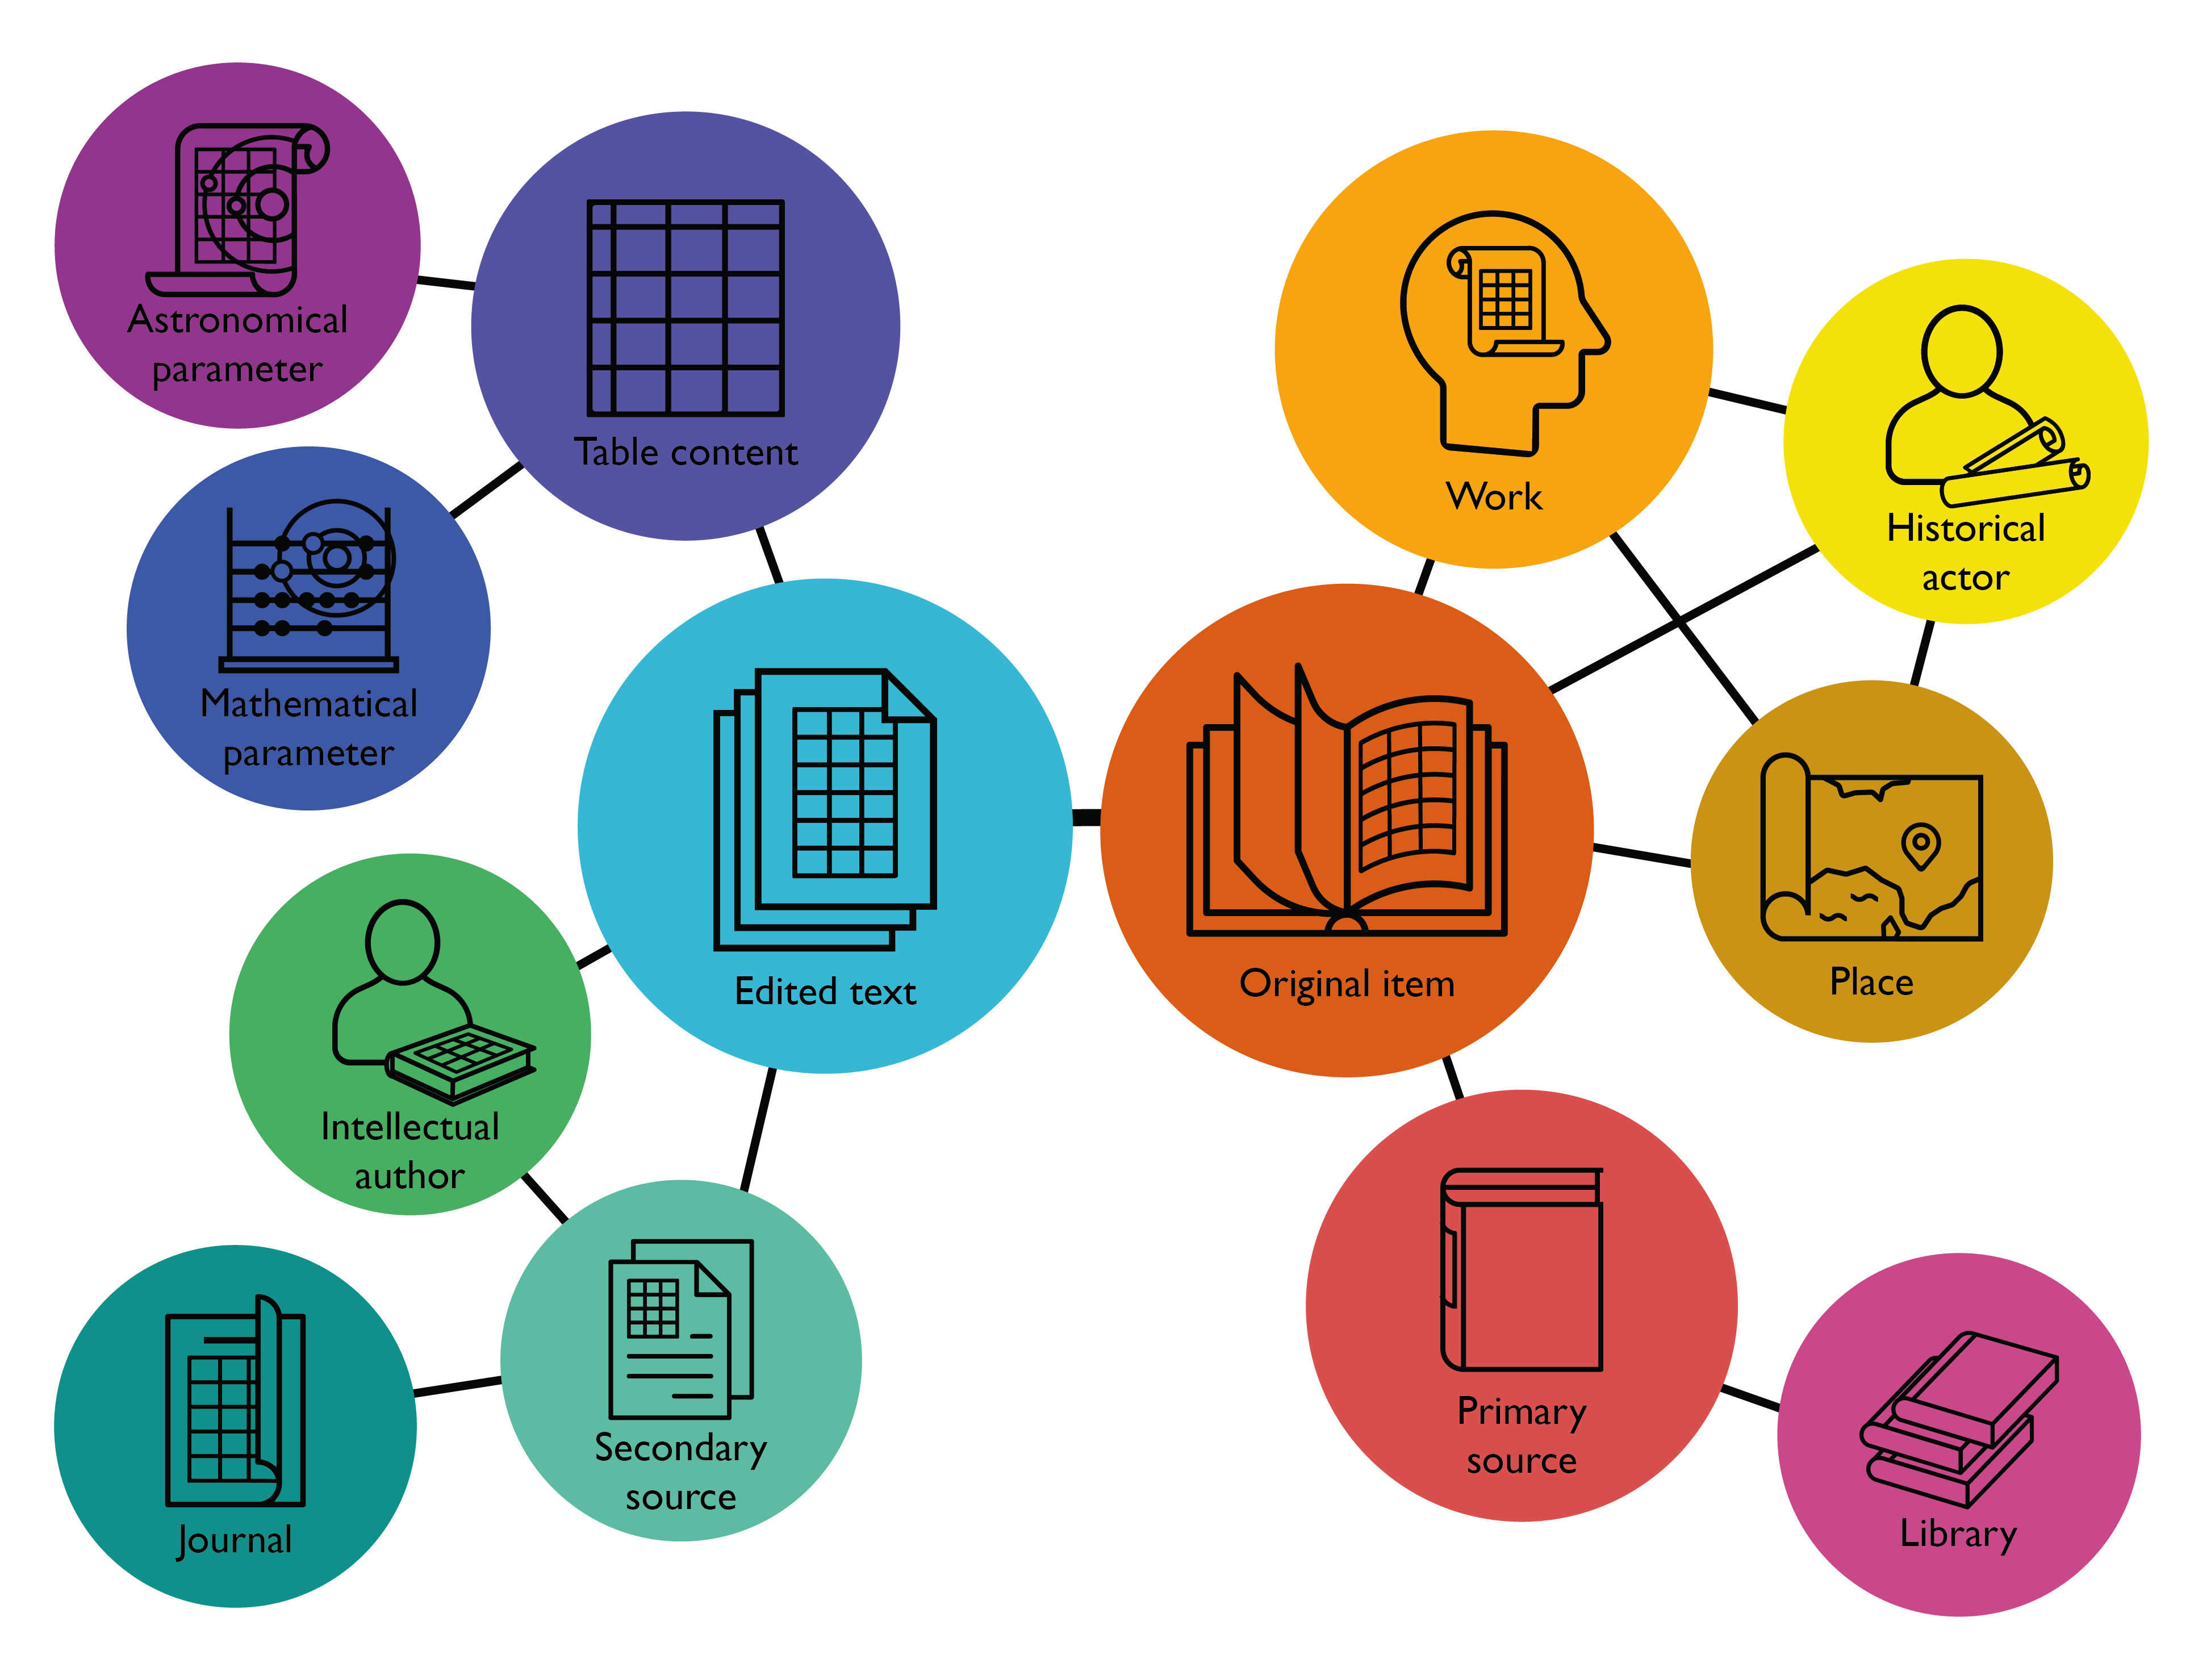 Astronomical
parameter
Table content
Mathematical
parameter
Edited text
Intellectual
author
Secondary
source
Journal
Work
Historical
actor
Original item
Place
Primary
source
Library